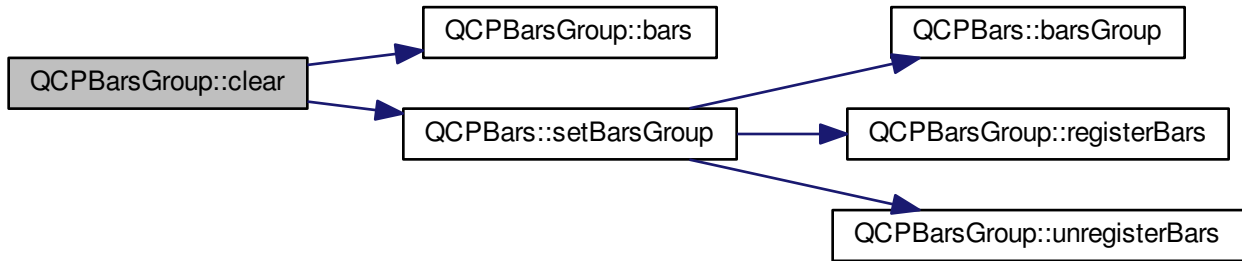 QCPBarsGroup::clear
QCPBarsGroup::bars
QCPBars::setBarsGroup
QCPBars::barsGroup
QCPBarsGroup::registerBars
QCPBarsGroup::unregisterBars